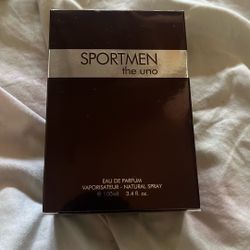 SPORTMEN
the uno
EAU DE PARFUM
VAPORISATEUR - NATURAL SPRAY
℮ 100ml 3.4 fl. oz.